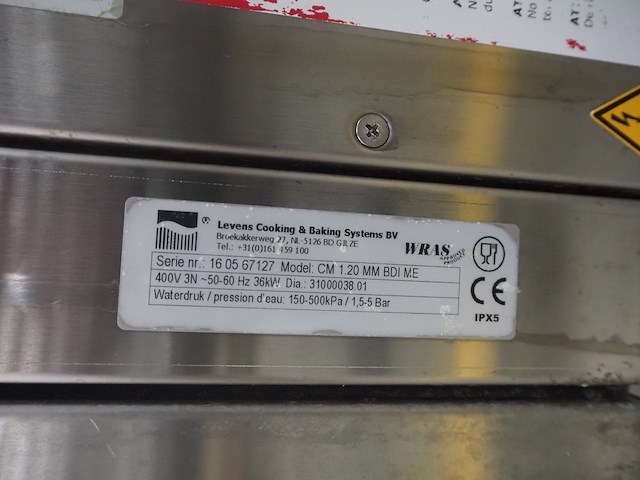 Levens Cooking & Baking Systems BV
Broekakkerweg 27, NL-5126 BD GILZE
Tel.: +31(0)161 459 100
WRAS
APPROVED PRODUCT
Serie nr.: 16 05 67127 Model: CM 1.20 MM BDI M.E
400V 3N ~50-60 Hz 36kW Dia.: 31000038.01
Waterdruk / pression d'eau: 150-500kPa / 1,5-5 Bar
CE
IPX5